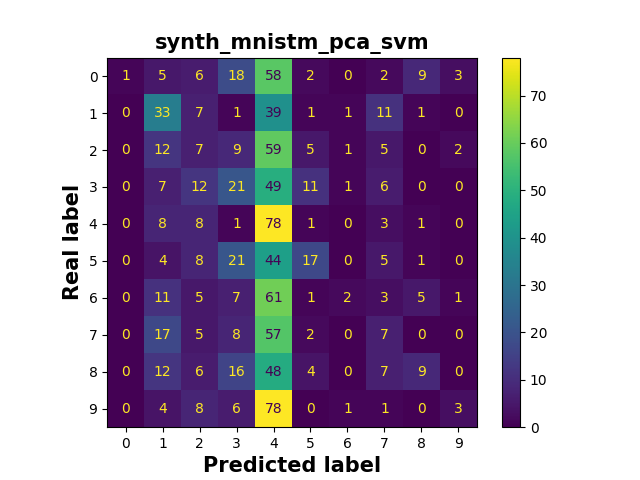 synth_mnistm_pca_svm
Real label
0 1 5 6 18 58 2 0 2 9 3
1 0 33 7 1 39 1 1 11 1 0
2 0 12 7 9 59 5 1 5 0 2
3 0 7 12 21 49 11 1 6 0 0
4 0 8 8 1 78 1 0 3 1 0
5 0 4 8 21 44 17 0 5 1 0
6 0 11 5 7 61 1 2 3 5 1
7 0 17 5 8 57 2 0 7 0 0
8 0 12 6 16 48 4 0 7 9 0
9 0 4 8 6 78 0 1 1 0 3
0 1 2 3 4 5 6 7 8 9
Predicted label
70
60
50
40
30
20
10
0